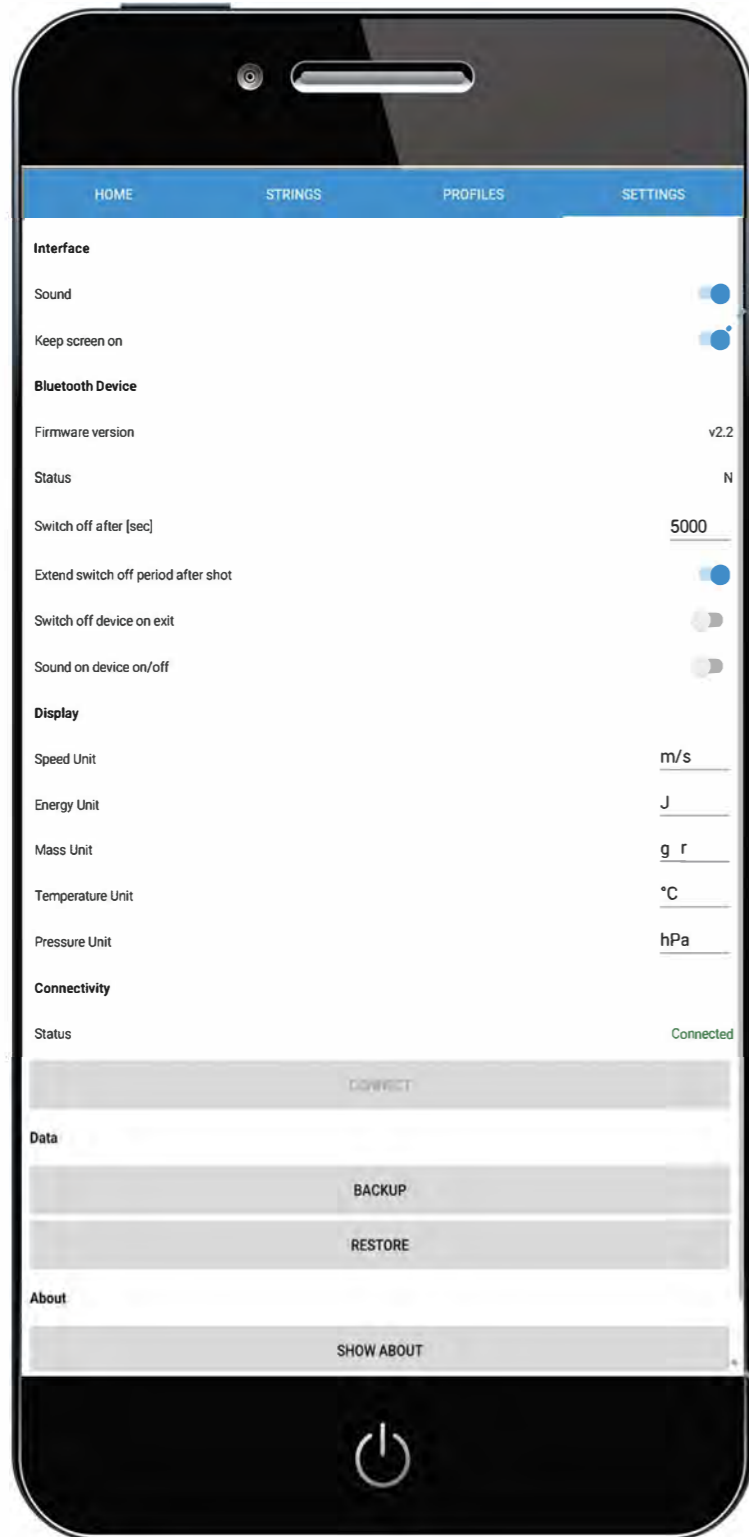 HOME STRINGS PROFILES SETTINGS
Interface
Sound
Keep screen on
Bluetooth Device
Firmware version v2.2
Status N
Switch off after [sec] 5000
Extend switch off period after shot
Switch off device on exit
Sound on device on/off
Display
Speed Unit m/s
Energy Unit J
Mass Unit g r
Temperature Unit °C
Pressure Unit hPa
Connectivity
Status Connected
CONNECT
Data
BACKUP
RESTORE
About
SHOW ABOUT